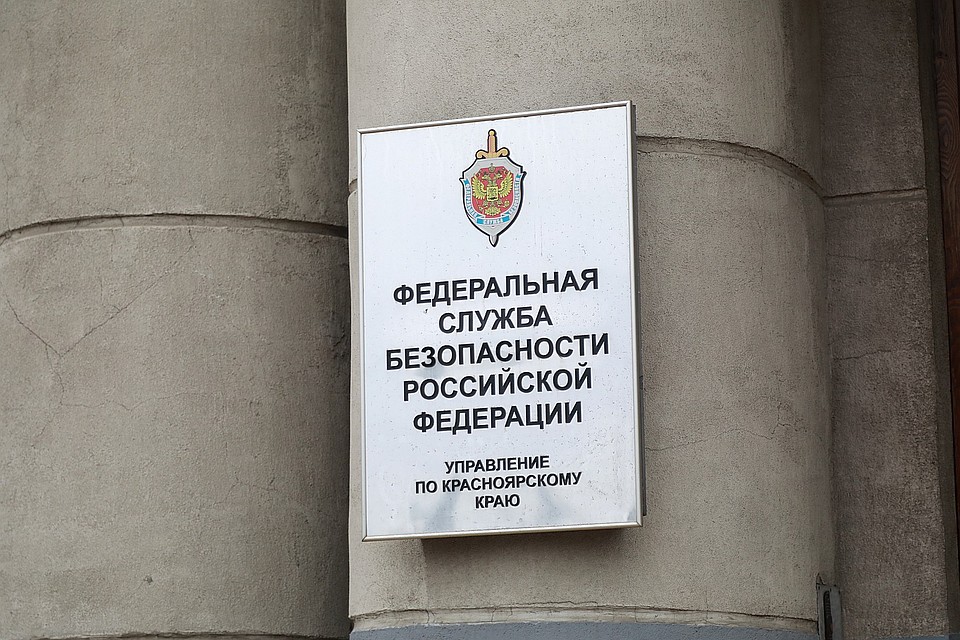 ФЕДЕРАЛЬНАЯ
СЛУЖБА
БЕЗОПАСНОСТИ
РОССИЙСКОЙ
ФЕДЕРАЦИИ
УПРАВЛЕНИЕ
ПО КРАСНОЯРСКОМУ
КРАЮ